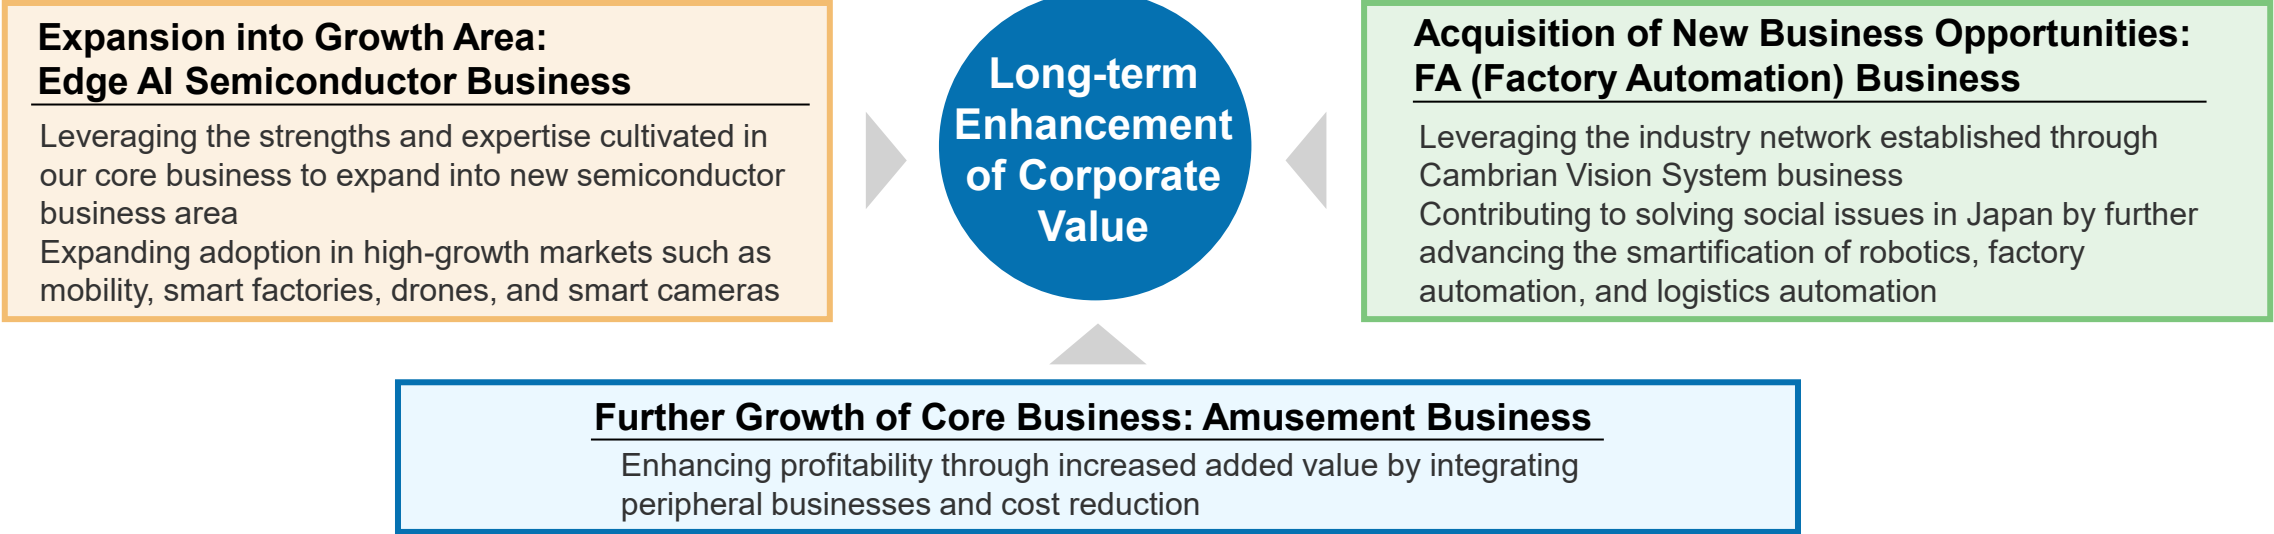 Expansion into Growth Area:
Edge AI Semiconductor Business
Leveraging the strengths and expertise cultivated in
our core business to expand into new semiconductor
business area
Expanding adoption in high-growth markets such as
mobility, smart factories, drones, and smart cameras
Long-term
Enhancement
of Corporate
Value
Acquisition of New Business Opportunities:
FA (Factory Automation) Business
Leveraging the industry network established through
Cambrian Vision System business
Contributing to solving social issues in Japan by further
advancing the smartification of robotics, factory
automation, and logistics automation
Further Growth of Core Business: Amusement Business
Enhancing profitability through increased added value by integrating
peripheral businesses and cost reduction